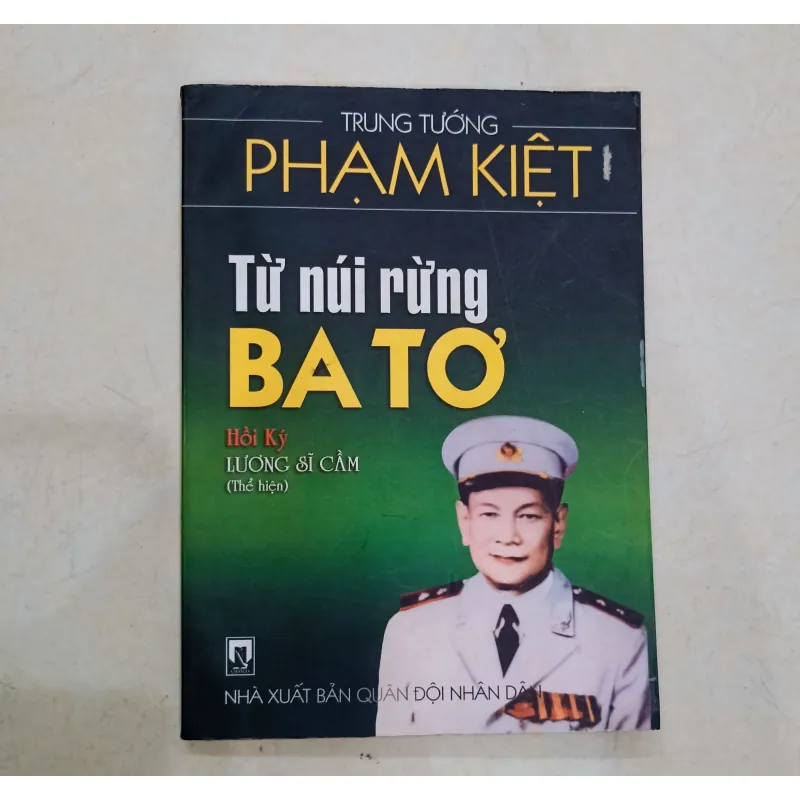 TRUNG TƯỚNG
PHẠM KIỆT
Từ núi rừng
BA TƠ
Hồi Ký
LƯƠNG SĨ CẦM
(Thể hiện)
NHÀ XUẤT BẢN QUÂN ĐỘI NHÂN DÂN